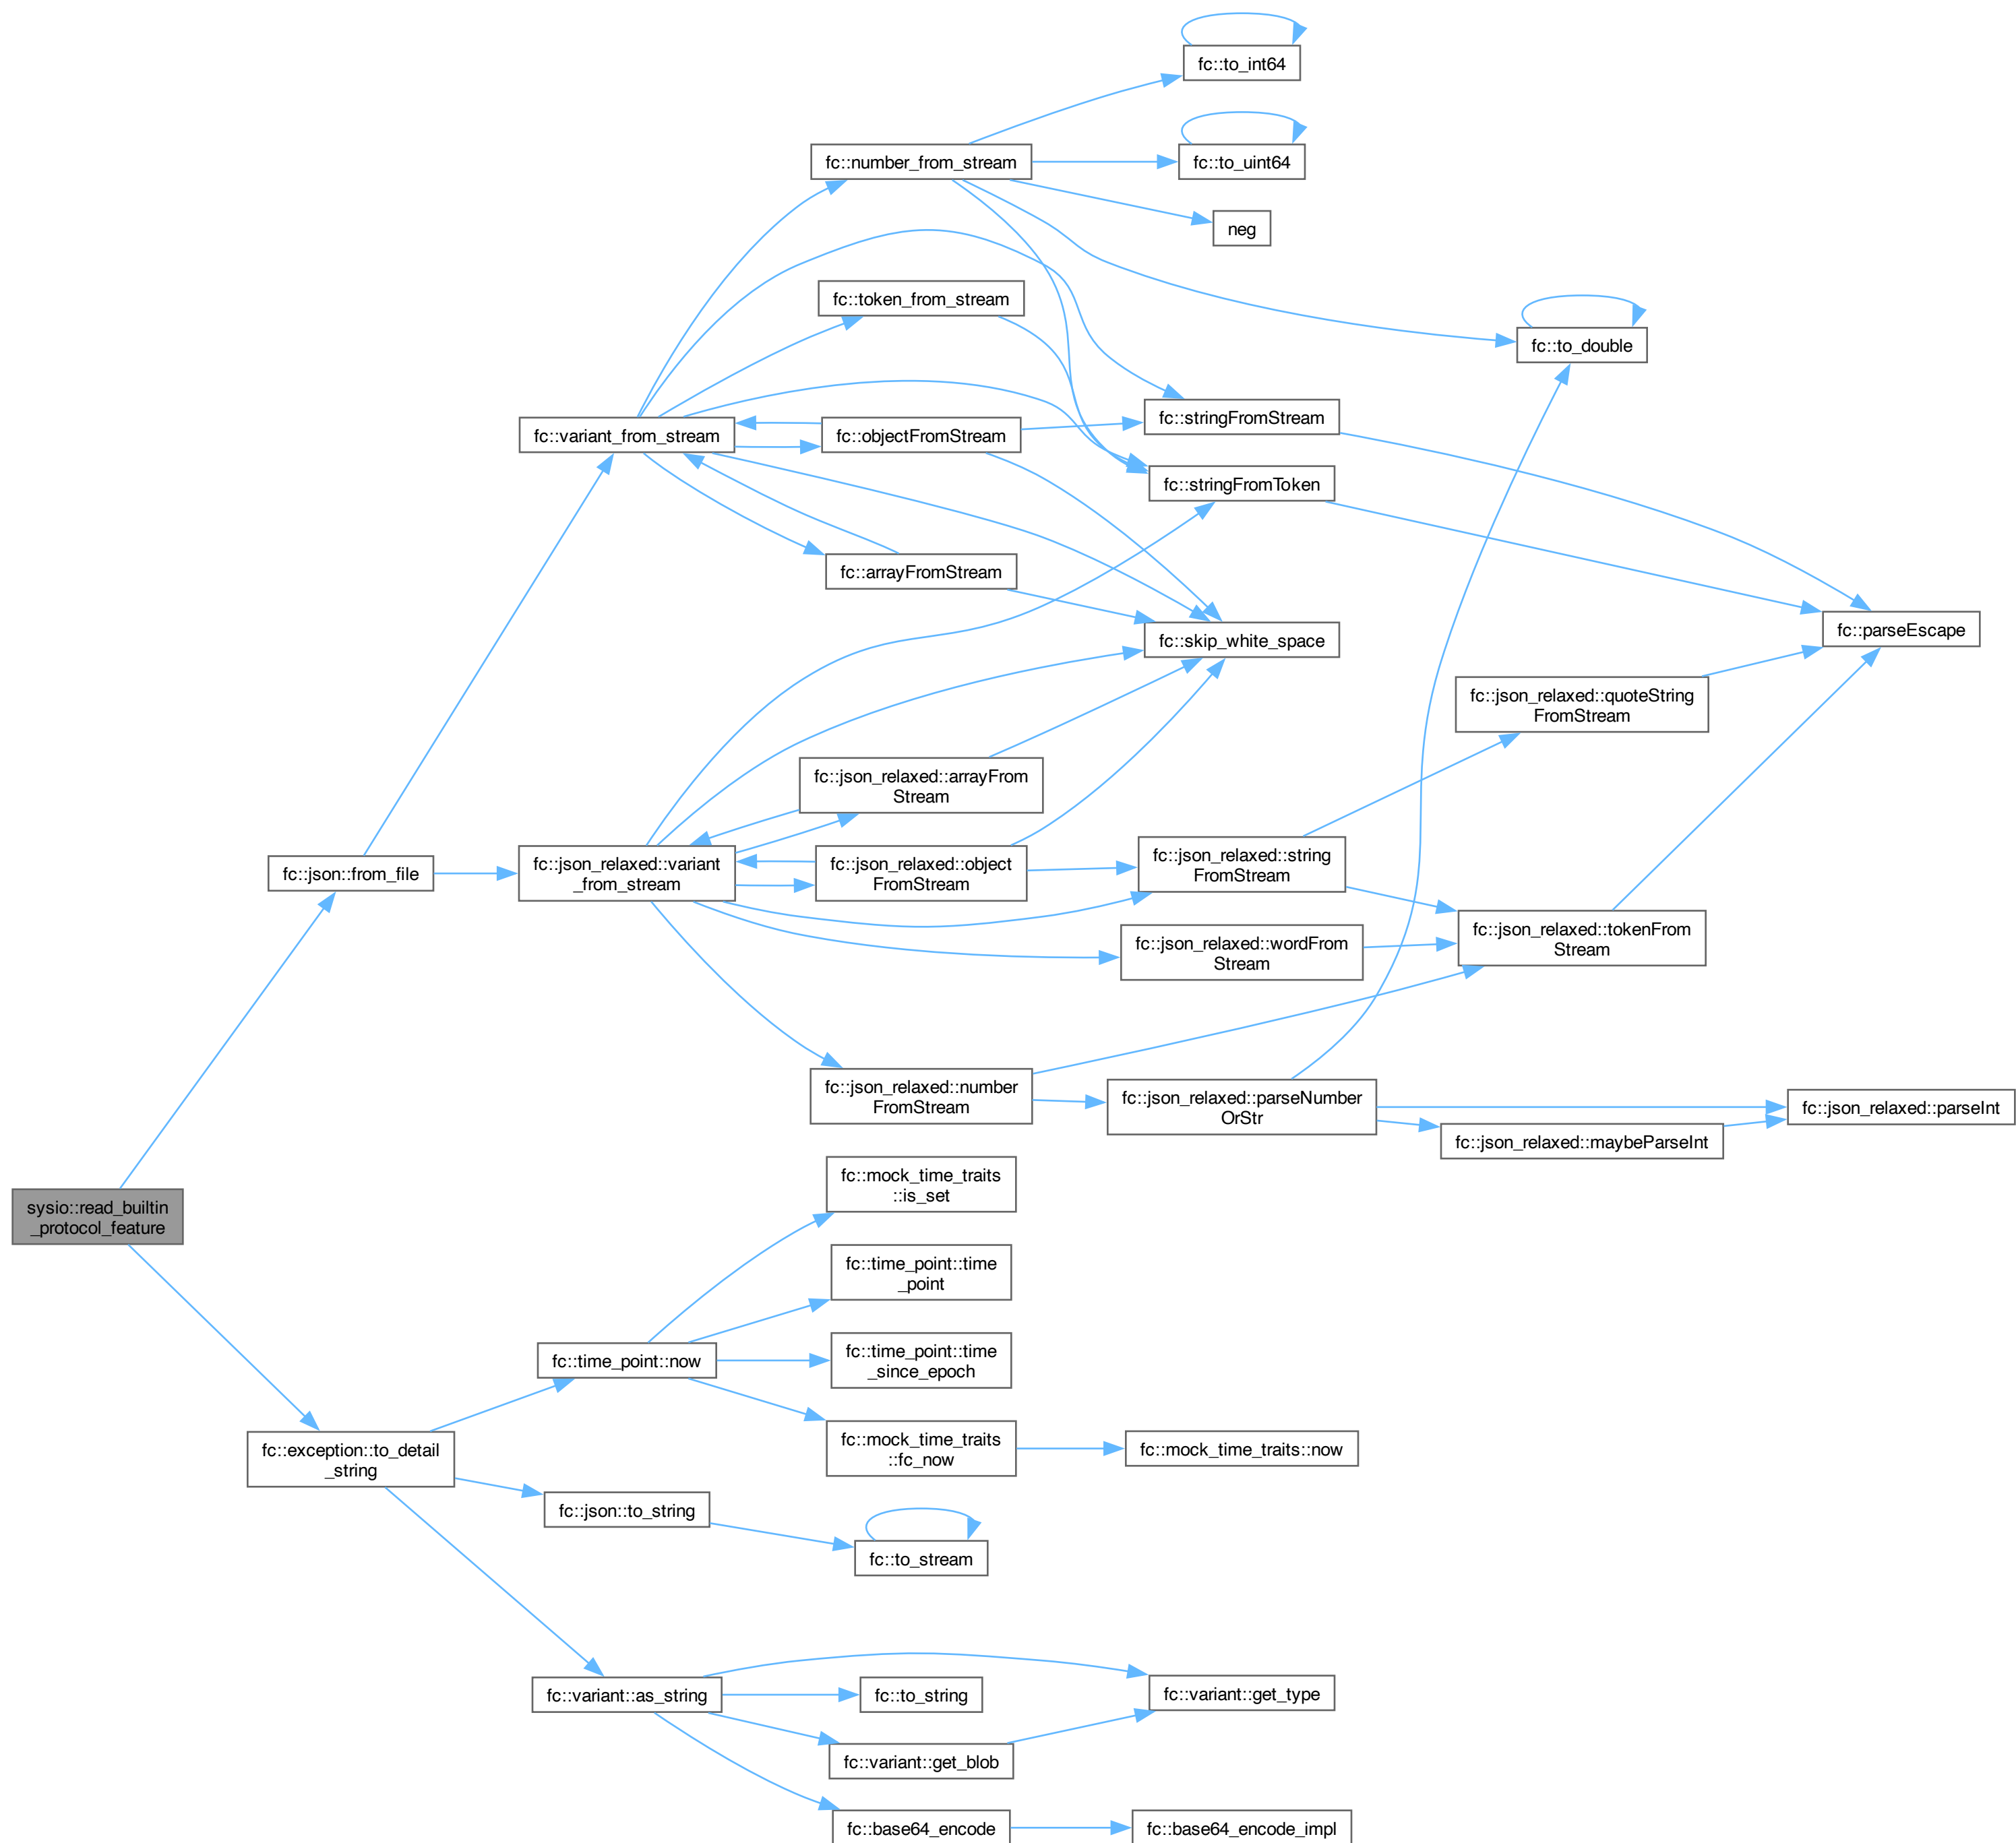 fc::to_int64
fc::number_from_stream
fc::to_uint64
neg
fc::token_from_stream
fc::to_double
fc::stringFromStream
fc::variant_from_stream
fc::objectFromStream
fc::stringFromToken
fc::arrayFromStream
fc::skip_white_space
fc::parseEscape
fc::json_relaxed::quoteString
FromStream
fc::json_relaxed::arrayFrom
Stream
fc::json::from_file
fc::json_relaxed::variant
_from_stream
fc::json_relaxed::object
FromStream
fc::json_relaxed::string
FromStream
fc::json_relaxed::wordFrom
Stream
fc::json_relaxed::tokenFrom
Stream
fc::json_relaxed::number
FromStream
fc::json_relaxed::parseNumber
OrStr
fc::json_relaxed::parseInt
fc::json_relaxed::maybeParseInt
sysio::read_builtin
_protocol_feature
fc::mock_time_traits
::is_set
fc::time_point::time
_point
fc::time_point::now
fc::time_point::time
_since_epoch
fc::mock_time_traits
::fc_now
fc::mock_time_traits::now
fc::exception::to_detail
_string
fc::json::to_string
fc::to_stream
fc::variant::as_string
fc::to_string
fc::variant::get_type
fc::variant::get_blob
fc::base64_encode
fc::base64_encode_impl